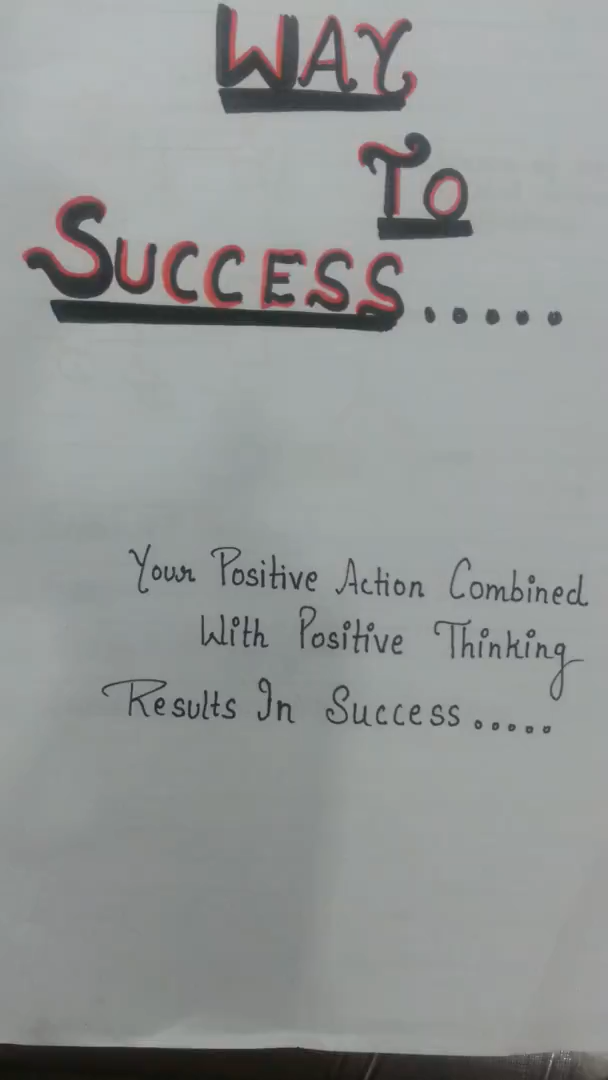 WAY
TO
SUCCESS.....
Your Positive Action Combined
With Positive Thinking
Results In Success.....